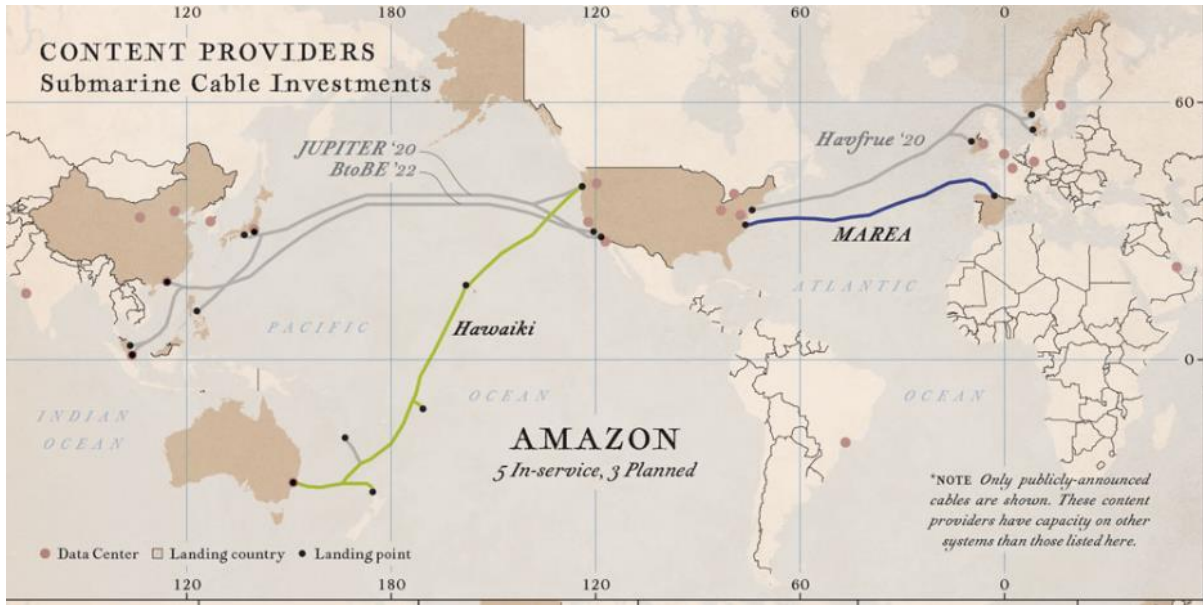 120
180
120
60
0
CONTENT PROVIDERS
Submarine Cable Investments
60
JUPITER ‘20
BtoBE ’22
Havfrue ‘20
MAREA
ATLANTIC
PACIFIC
Hawaiki
0
OCEAN
OCEAN
INDIAN
OCEAN
AMAZON
5 In-service, 3 Planned
*NOTE Only publicly-announced
cables are shown. These content
providers have capacity on other
systems than those listed here.
Data Center
Landing country
Landing point
120
180
120
60
0